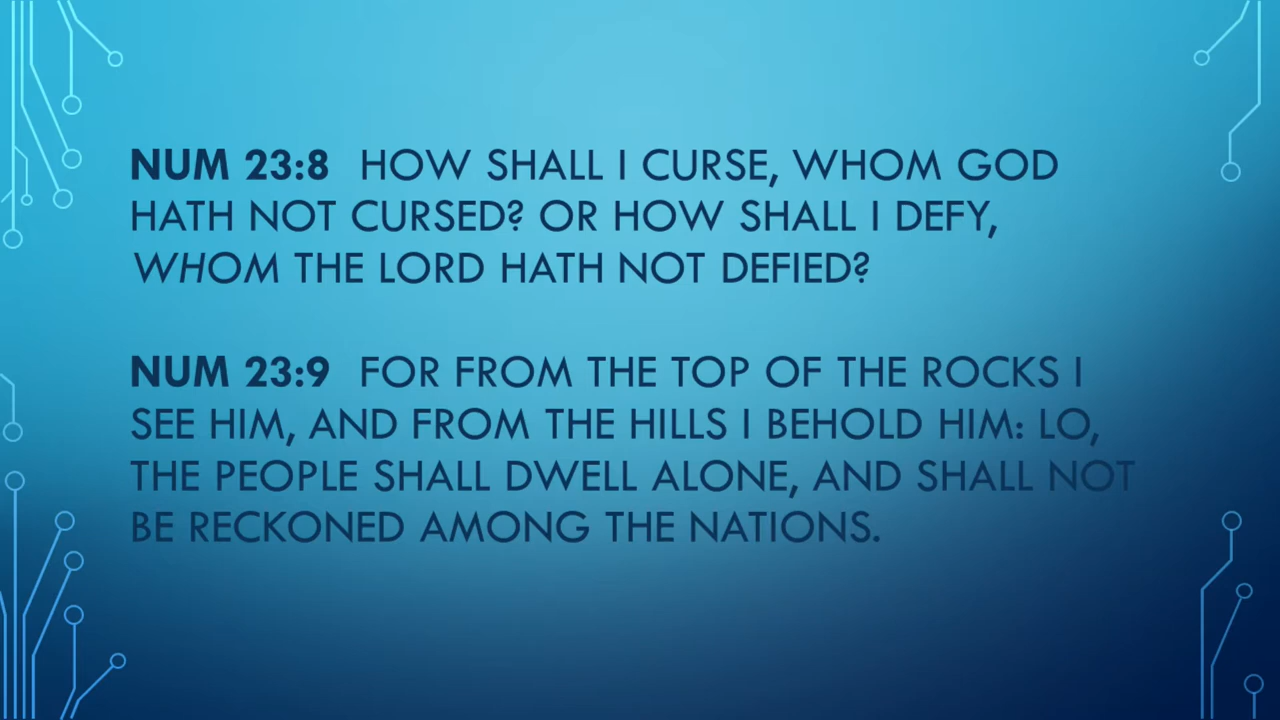 NUM 23:8 HOW SHALL I CURSE, WHOM GOD
HATH NOT CURSED? OR HOW SHALL I DEFY,
WHOM THE LORD HATH NOT DEFIED?
NUM 23:9 FOR FROM THE TOP OF THE ROCKS I
SEE HIM, AND FROM THE HILLS I BEHOLD HIM: LO,
THE PEOPLE SHALL DWELL ALONE, AND SHALL NOT
BE RECKONED AMONG THE NATIONS.